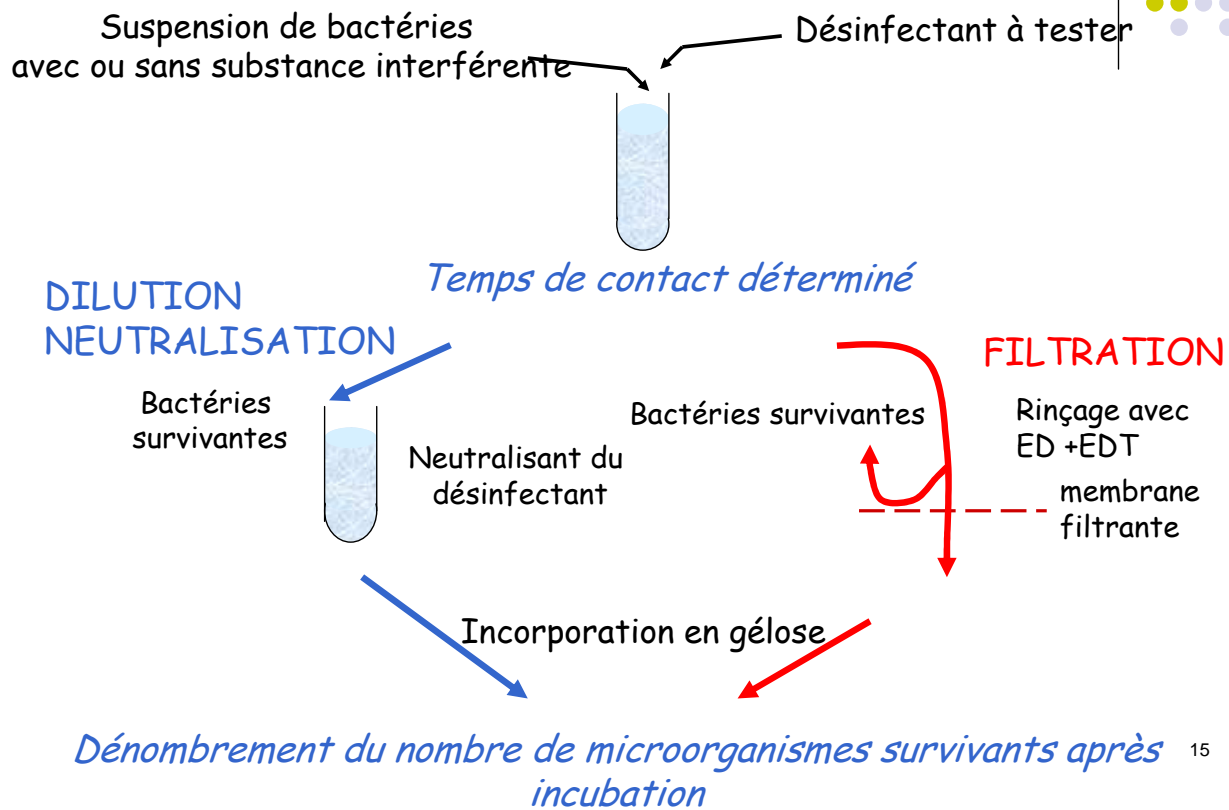 Suspension de bactéries
avec ou sans substance interférente
Désinfectant à tester
Temps de contact déterminé
DILUTION
NEUTRALISATION
FILTRATION
Bactéries
survivantes
Neutralisant du
désinfectant
Bactéries survivantes
Rinçage avec
ED +EDT
membrane
filtrante
Incorporation en gélose
Dénombrement du nombre de microorganismes survivants après
incubation
15